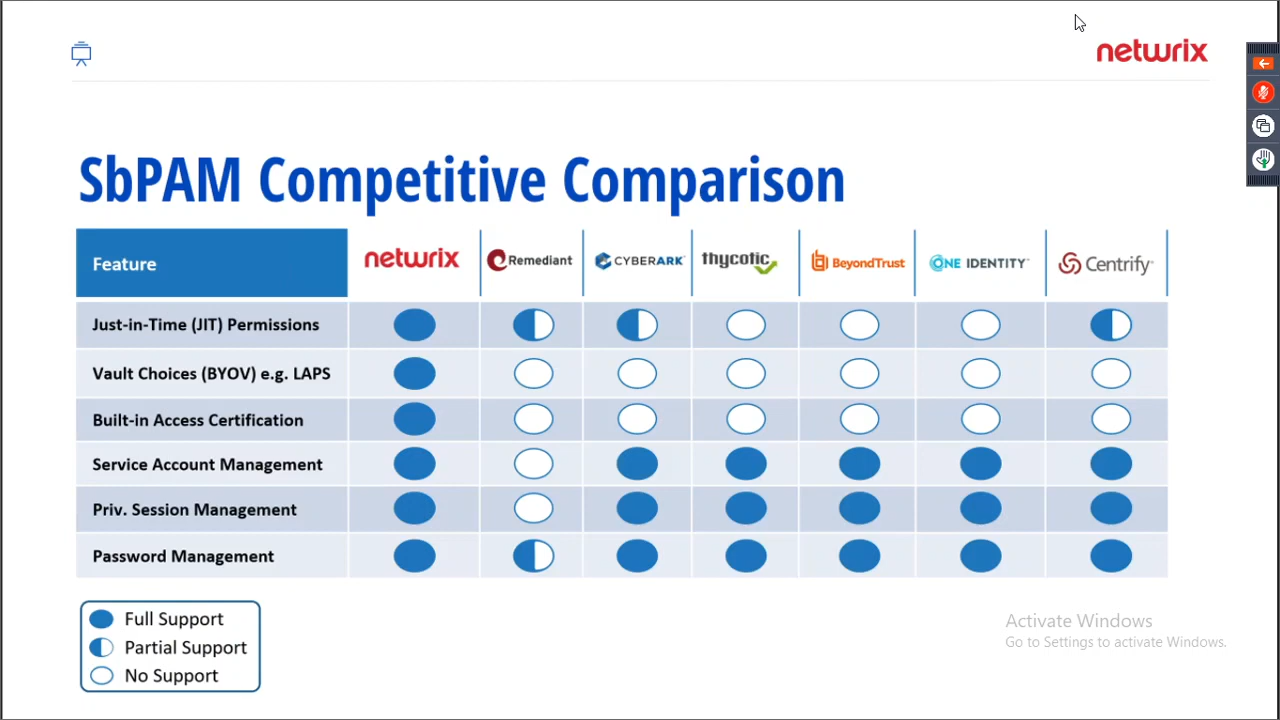 netwrix
SbPAM Competitive Comparison
Feature netwrix Remediant CYBERARK thycotic BeyondTrust ONE IDENTITY Centrify
Just-in-Time (JIT) Permissions
Vault Choices (BYOV) e.g. LAPS
Built-in Access Certification
Service Account Management
Priv. Session Management
Password Management
Full Support
Partial Support
No Support
Activate Windows
Go to Settings to activate Windows.